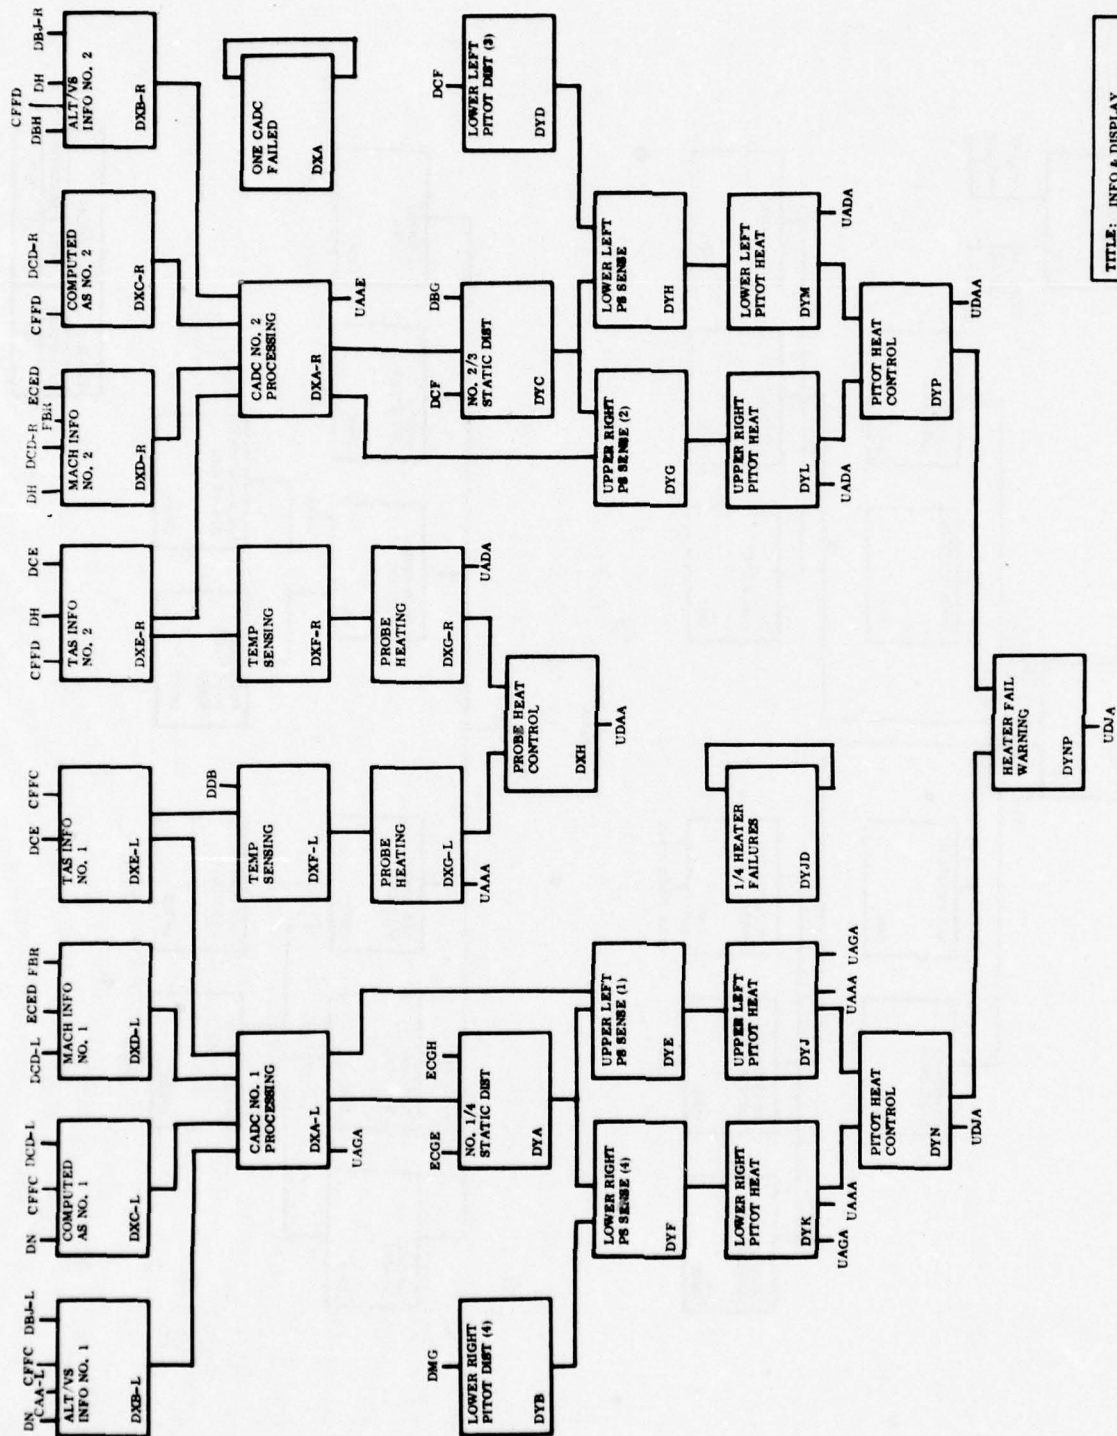 DN
CAA-L
CFFC
DBJ-L
ALT/VS
INFO NO. 1
DXB-L
DN
CFFC
DCD-L
COMPUTED
AS NO. 1
DXC-L
DCD-L
ECED
FBR
MACH INFO
NO. 1
DXD-L
DCE
CFFC
TAS INFO
NO. 1
DXE-L
CFFD
DH
DCE
TAS INFO
NO. 2
DXE-R
DH
DCD-R
FBR
ECED
MACH INFO
NO. 2
DXD-R
CFFD
DCD-R
COMPUTED
AS NO. 2
DXC-R
DBH
CFFD
DH
DBJ-R
ALT/VS
INFO NO. 2
DXB-R
CADC NO. 1
PROCESSING
DXA-L
UAGA
DDB
TEMP
SENSING
DXF-L
TEMP
SENSING
DXF-R
CADC NO. 2
PROCESSING
DXA-R
UAAE
ONE CADC
FAILED
DXA
PROBE
HEATING
DXG-L
UAAA
PROBE
HEATING
DXG-R
UADA
PROBE HEAT
CONTROL
DXH
UDAA
DMG
LOWER RIGHT
PITOT DIST (4)
DYB
ECGE
ECGH
NO. 1/4
STATIC DIST
DYA
DCF
DBG
NO. 2/3
STATIC DIST
DYC
DCF
LOWER LEFT
PITOT DIST (3)
DYD
LOWER RIGHT
PS SENSE (4)
DYF
UPPER LEFT
PS SENSE (1)
DYE
UPPER RIGHT
PS SENSE (2)
DYG
LOWER LEFT
PS SENSE
DYH
LOWER RIGHT
PITOT HEAT
DYK
UAGA
UAAA
UPPER LEFT
PITOT HEAT
DYJ
UAAA
UAGA
1/4 HEATER
FAILURES
DYJD
UPPER RIGHT
PITOT HEAT
DYL
UADA
LOWER LEFT
PITOT HEAT
DYM
UADA
PITOT HEAT
CONTROL
DYN
UDJA
PITOT HEAT
CONTROL
DYP
UDAA
HEATER FAIL
WARNING
DYNP
UDJA
TITLE: INFO & DISPLAY